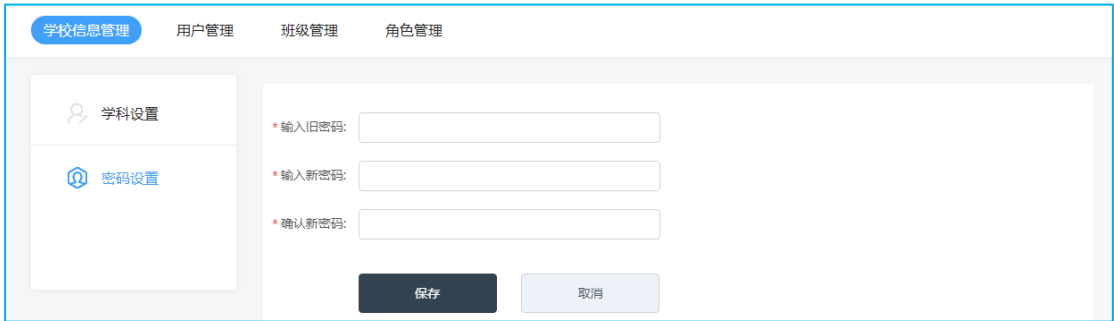 学校信息管理 用户管理 班级管理 角色管理
学科设置
密码设置
* 输入旧密码:
* 输入新密码:
* 确认新密码:
保存 取消